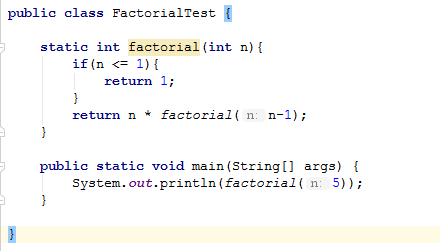 public class FactorialTest {
static int factorial(int n){
if(n <= 1){
return 1;
}
return n * factorial( n: n-1);
}
public static void main(String[] args) {
System.out.println(factorial( n: 5));
}
}